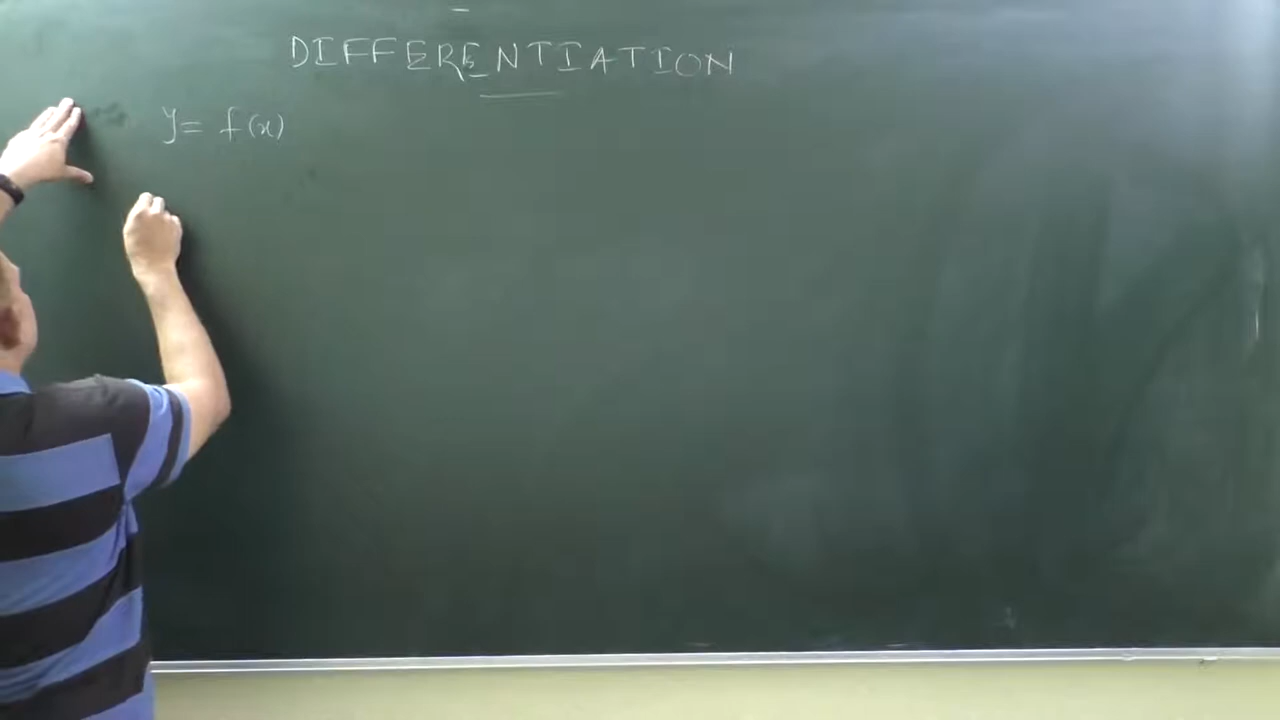 DIFFERENTIATION
y = f(x)